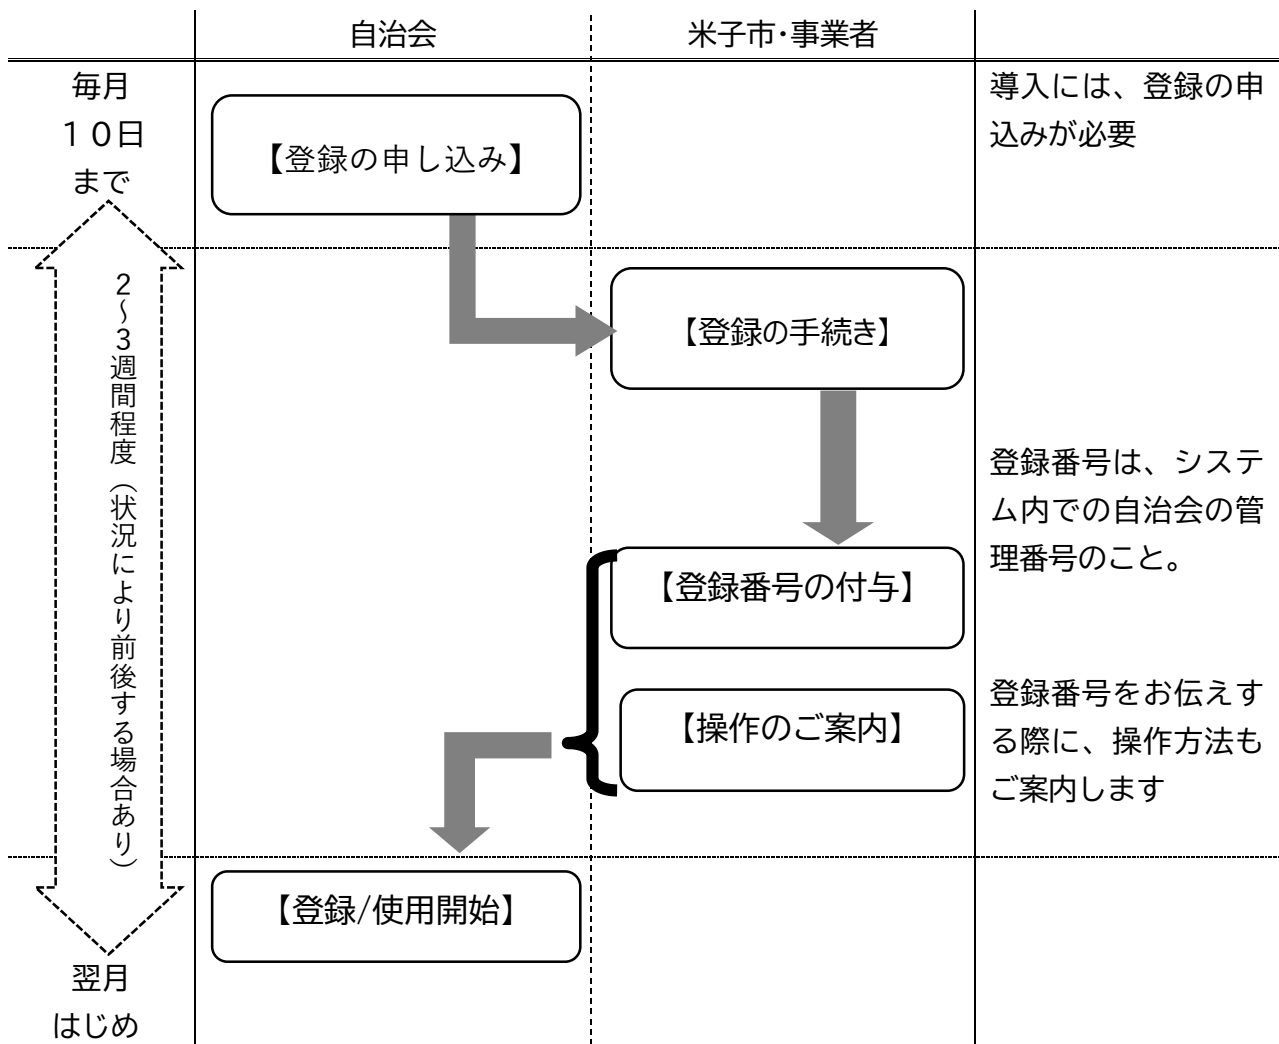 自治会
米子市・事業者
毎月
１０日
まで
【登録の申し込み】
導入には、登録の申
込みが必要
２～３週間程度（状況により前後する場合あり）
【登録の手続き】
【登録番号の付与】
登録番号は、システ
ム内での自治会の管
理番号のこと。
【操作のご案内】
登録番号をお伝えす
る際に、操作方法も
ご案内します
【登録/使用開始】
翌月
はじめ